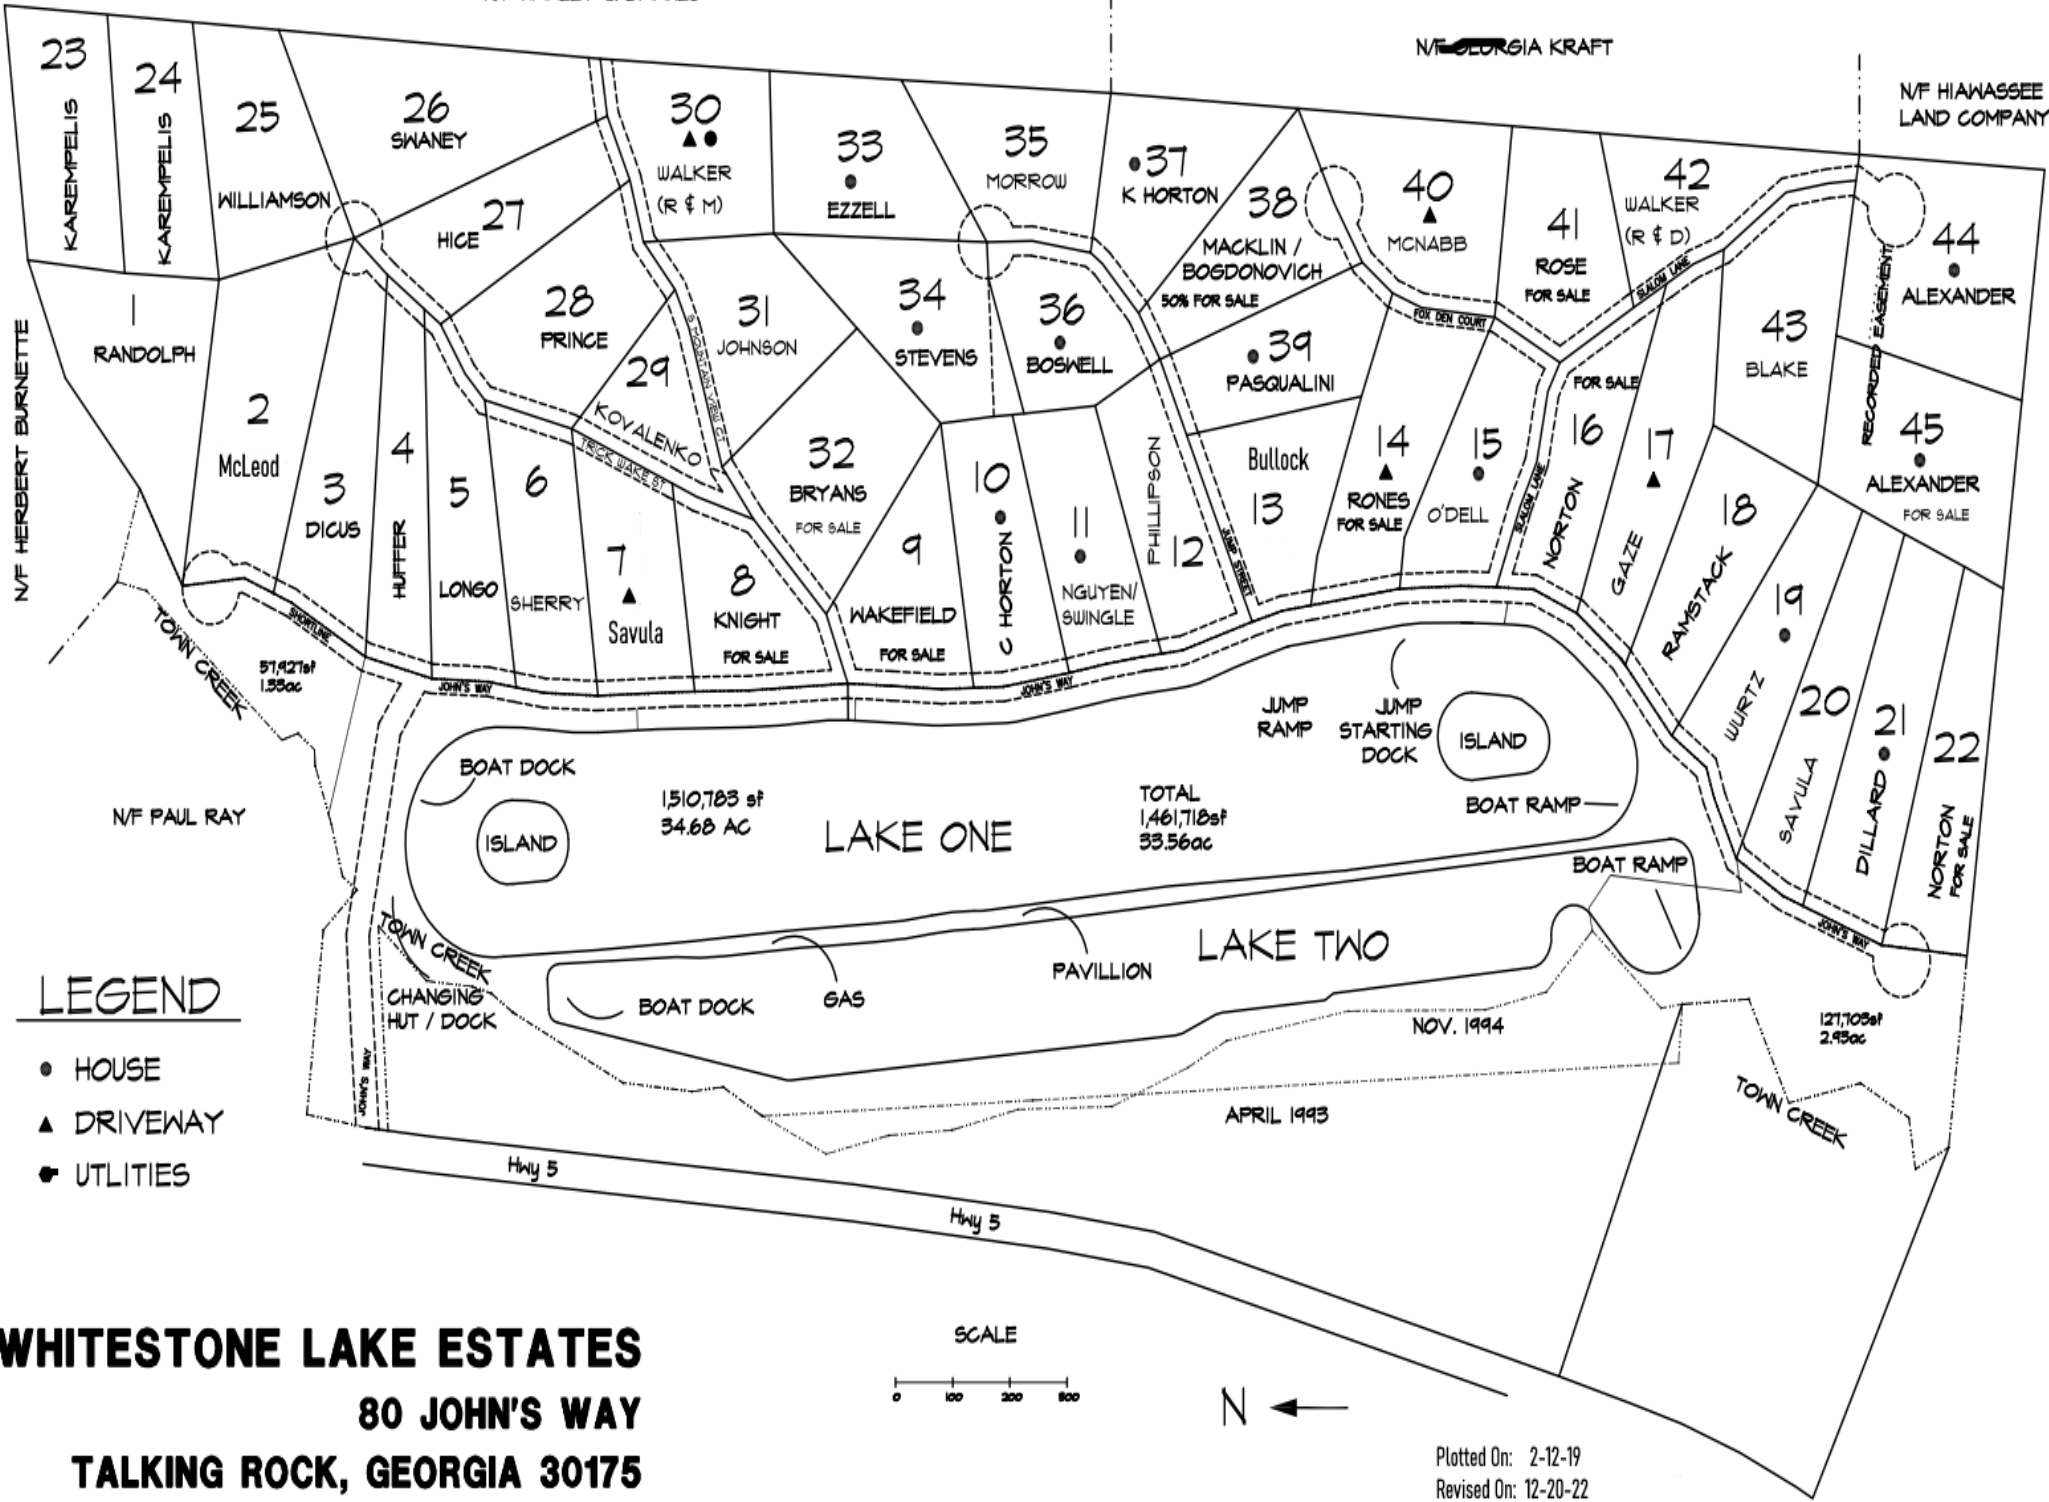 N/F GEORGIA KRAFT
N/F HIAWASSEE
LAND COMPANY
23
KAREMPELIS
24
KAREMPELIS
25
WILLIAMSON
26
SWANEY
27
HICE
28
PRINCE
29
KOVALENKO
30
WALKER
(R & M)
31
JOHNSON
32
BRYANS
FOR SALE
33
EZZELL
34
STEVENS
35
MORROW
36
BOSWELL
37
K HORTON
38
MACKLIN /
BOGDONOVICH
50% FOR SALE
39
PASQUALINI
40
MCNABB
41
ROSE
FOR SALE
42
WALKER
(R & D)
43
BLAKE
44
ALEXANDER
45
ALEXANDER
FOR SALE
RECORDED EASEMENT
N/F HERBERT BURNETTE
1
RANDOLPH
2
McLeod
3
DICUS
4
HUFFER
5
LONGO
6
SHERRY
7
Savula
8
KNIGHT
FOR SALE
9
WAKEFIELD
FOR SALE
10
C HORTON
11
NGUYEN/
SWINGLE
PHILLIPSON
12
Bullock
13
14
RONES
FOR SALE
15
O'DELL
FOR SALE
16
NORTON
17
GAZE
18
RAMSTACK
19
WURTZ
20
SAVULA
21
DILLARD
22
NORTON
FOR SALE
S MOUNTAIN VIEW CT
TRICK WAKE ST
JUMP STREET
FOX DEN COURT
SLALOM LANE
SLALOM LANE
SHORTLINE
JOHN'S WAY
JOHN'S WAY
JOHN'S WAY
JOHN'S WAY
TOWN CREEK
57,927sf
1.33ac
N/F PAUL RAY
BOAT DOCK
ISLAND
1,510,783 sf
34.68 AC
LAKE ONE
TOTAL
1,461,718sf
33.56ac
JUMP
RAMP
JUMP
STARTING
DOCK
ISLAND
BOAT RAMP
BOAT RAMP
LAKE TWO
PAVILLION
GAS
BOAT DOCK
TOWN CREEK
CHANGING
HUT / DOCK
NOV. 1994
APRIL 1993
127,703sf
2.93ac
TOWN CREEK
Hwy 5
Hwy 5
LEGEND
HOUSE
DRIVEWAY
UTLITIES
WHITESTONE LAKE ESTATES
80 JOHN'S WAY
TALKING ROCK, GEORGIA 30175
SCALE
0 100 200 300
N
Plotted On: 2-12-19
Revised On: 12-20-22